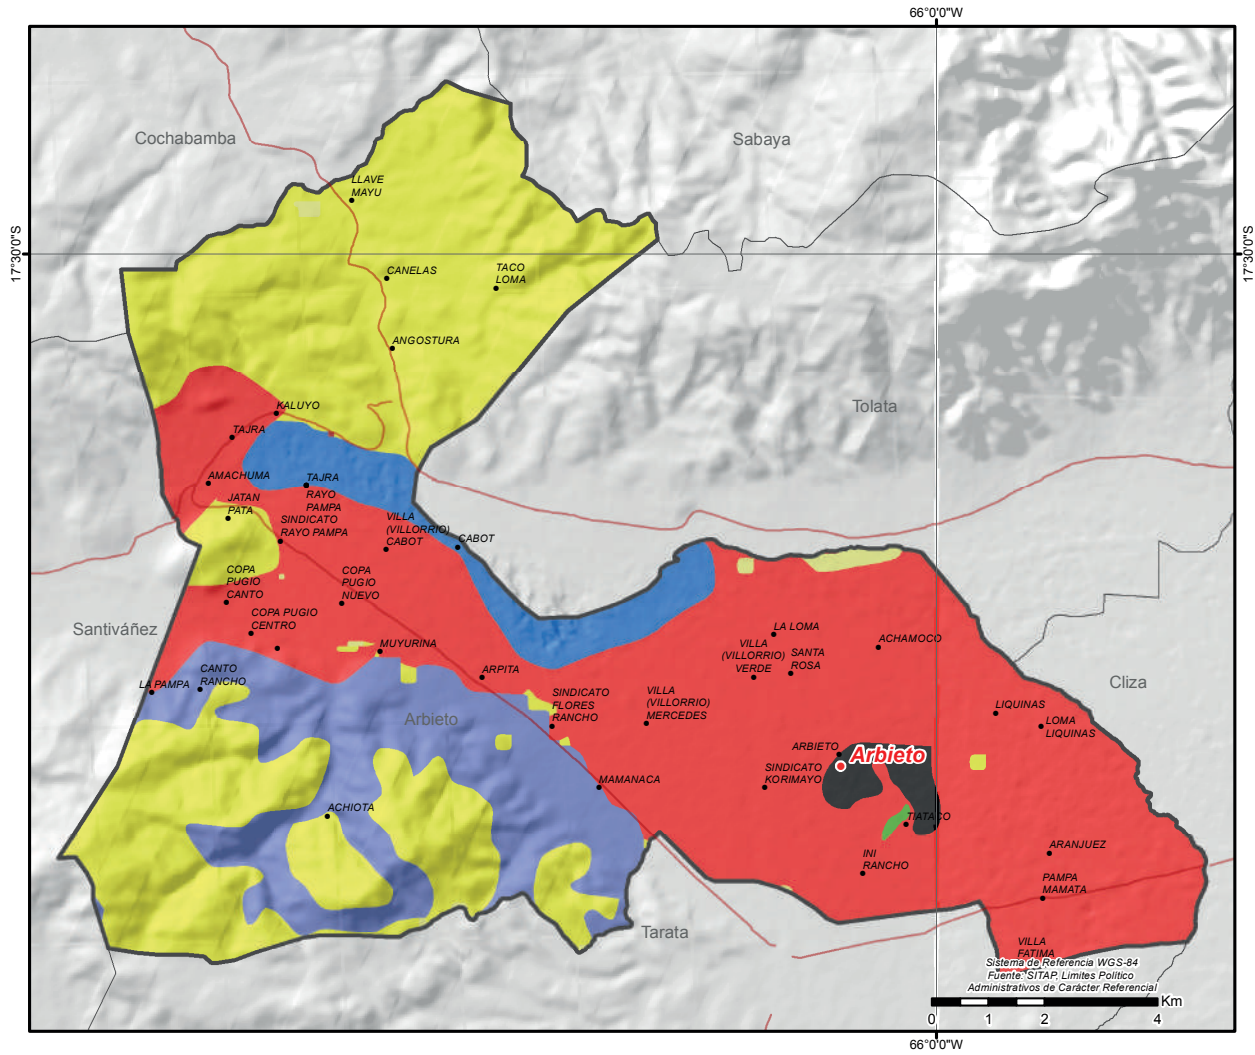 66°0'0"W
Cochabamba
Sabaya
LLAVE
MAYU
17°30'0"S
17°30'0"S
CANELAS
TACO
LOMA
ANGOSTURA
KALUYO
Tolata
TAJRA
AMACHUMA
TAJRA
JATAN
PATA
RAYO
PAMPA
SINDICATO
RAYO PAMPA
VILLA
(VILLORRIO)
CABOT
CABOT
COPA
PUGIO
CANTO
COPA
PUGIO
NUEVO
COPA PUGIO
CENTRO
Santiváñez
MUYURINA
LA LOMA
VILLA
(VILLORRIO)
VERDE
SANTA
ROSA
ACHAMOCO
CANTO
RANCHO
LA PAMPA
ARPITA
Cliza
SINDICATO
FLORES
RANCHO
VILLA
(VILLORRIO)
MERCEDES
LIQUINAS
LOMA
LIQUINAS
Arbieto
ARBIETO
Arbieto
SINDICATO
KORIMAYO
MAMANACA
ACHIOTA
TIATACO
INI
RANCHO
ARANJUEZ
PAMPA
MAMATA
Tarata
VILLA
FATIMA
Sistema de Referencia WGS-84
Fuente: SITAP, Limites Politico
Administrativos de Carácter Referencial
Km
0 1 2 4
66°0'0"W